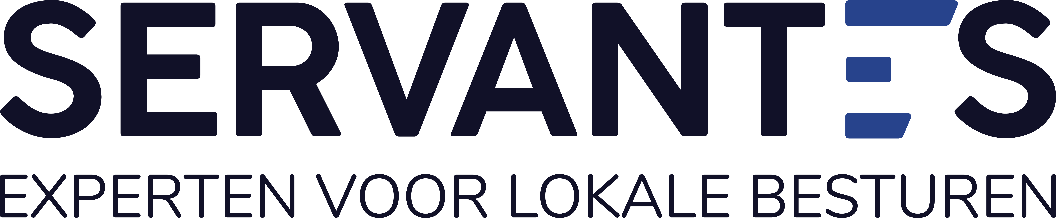 SERVANTES
EXPERTEN VOOR LOKALE BESTUREN